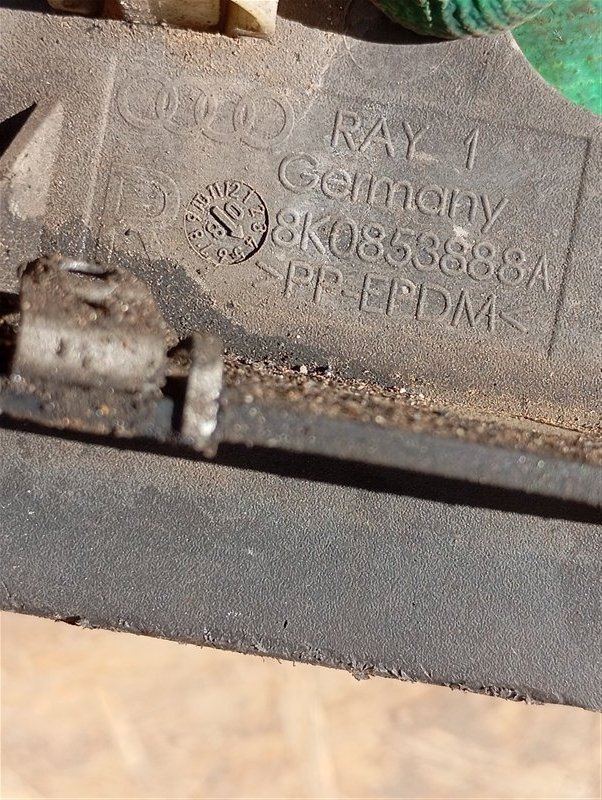 RAY 1
Germany
8K0853888A
>PP-EPDM<